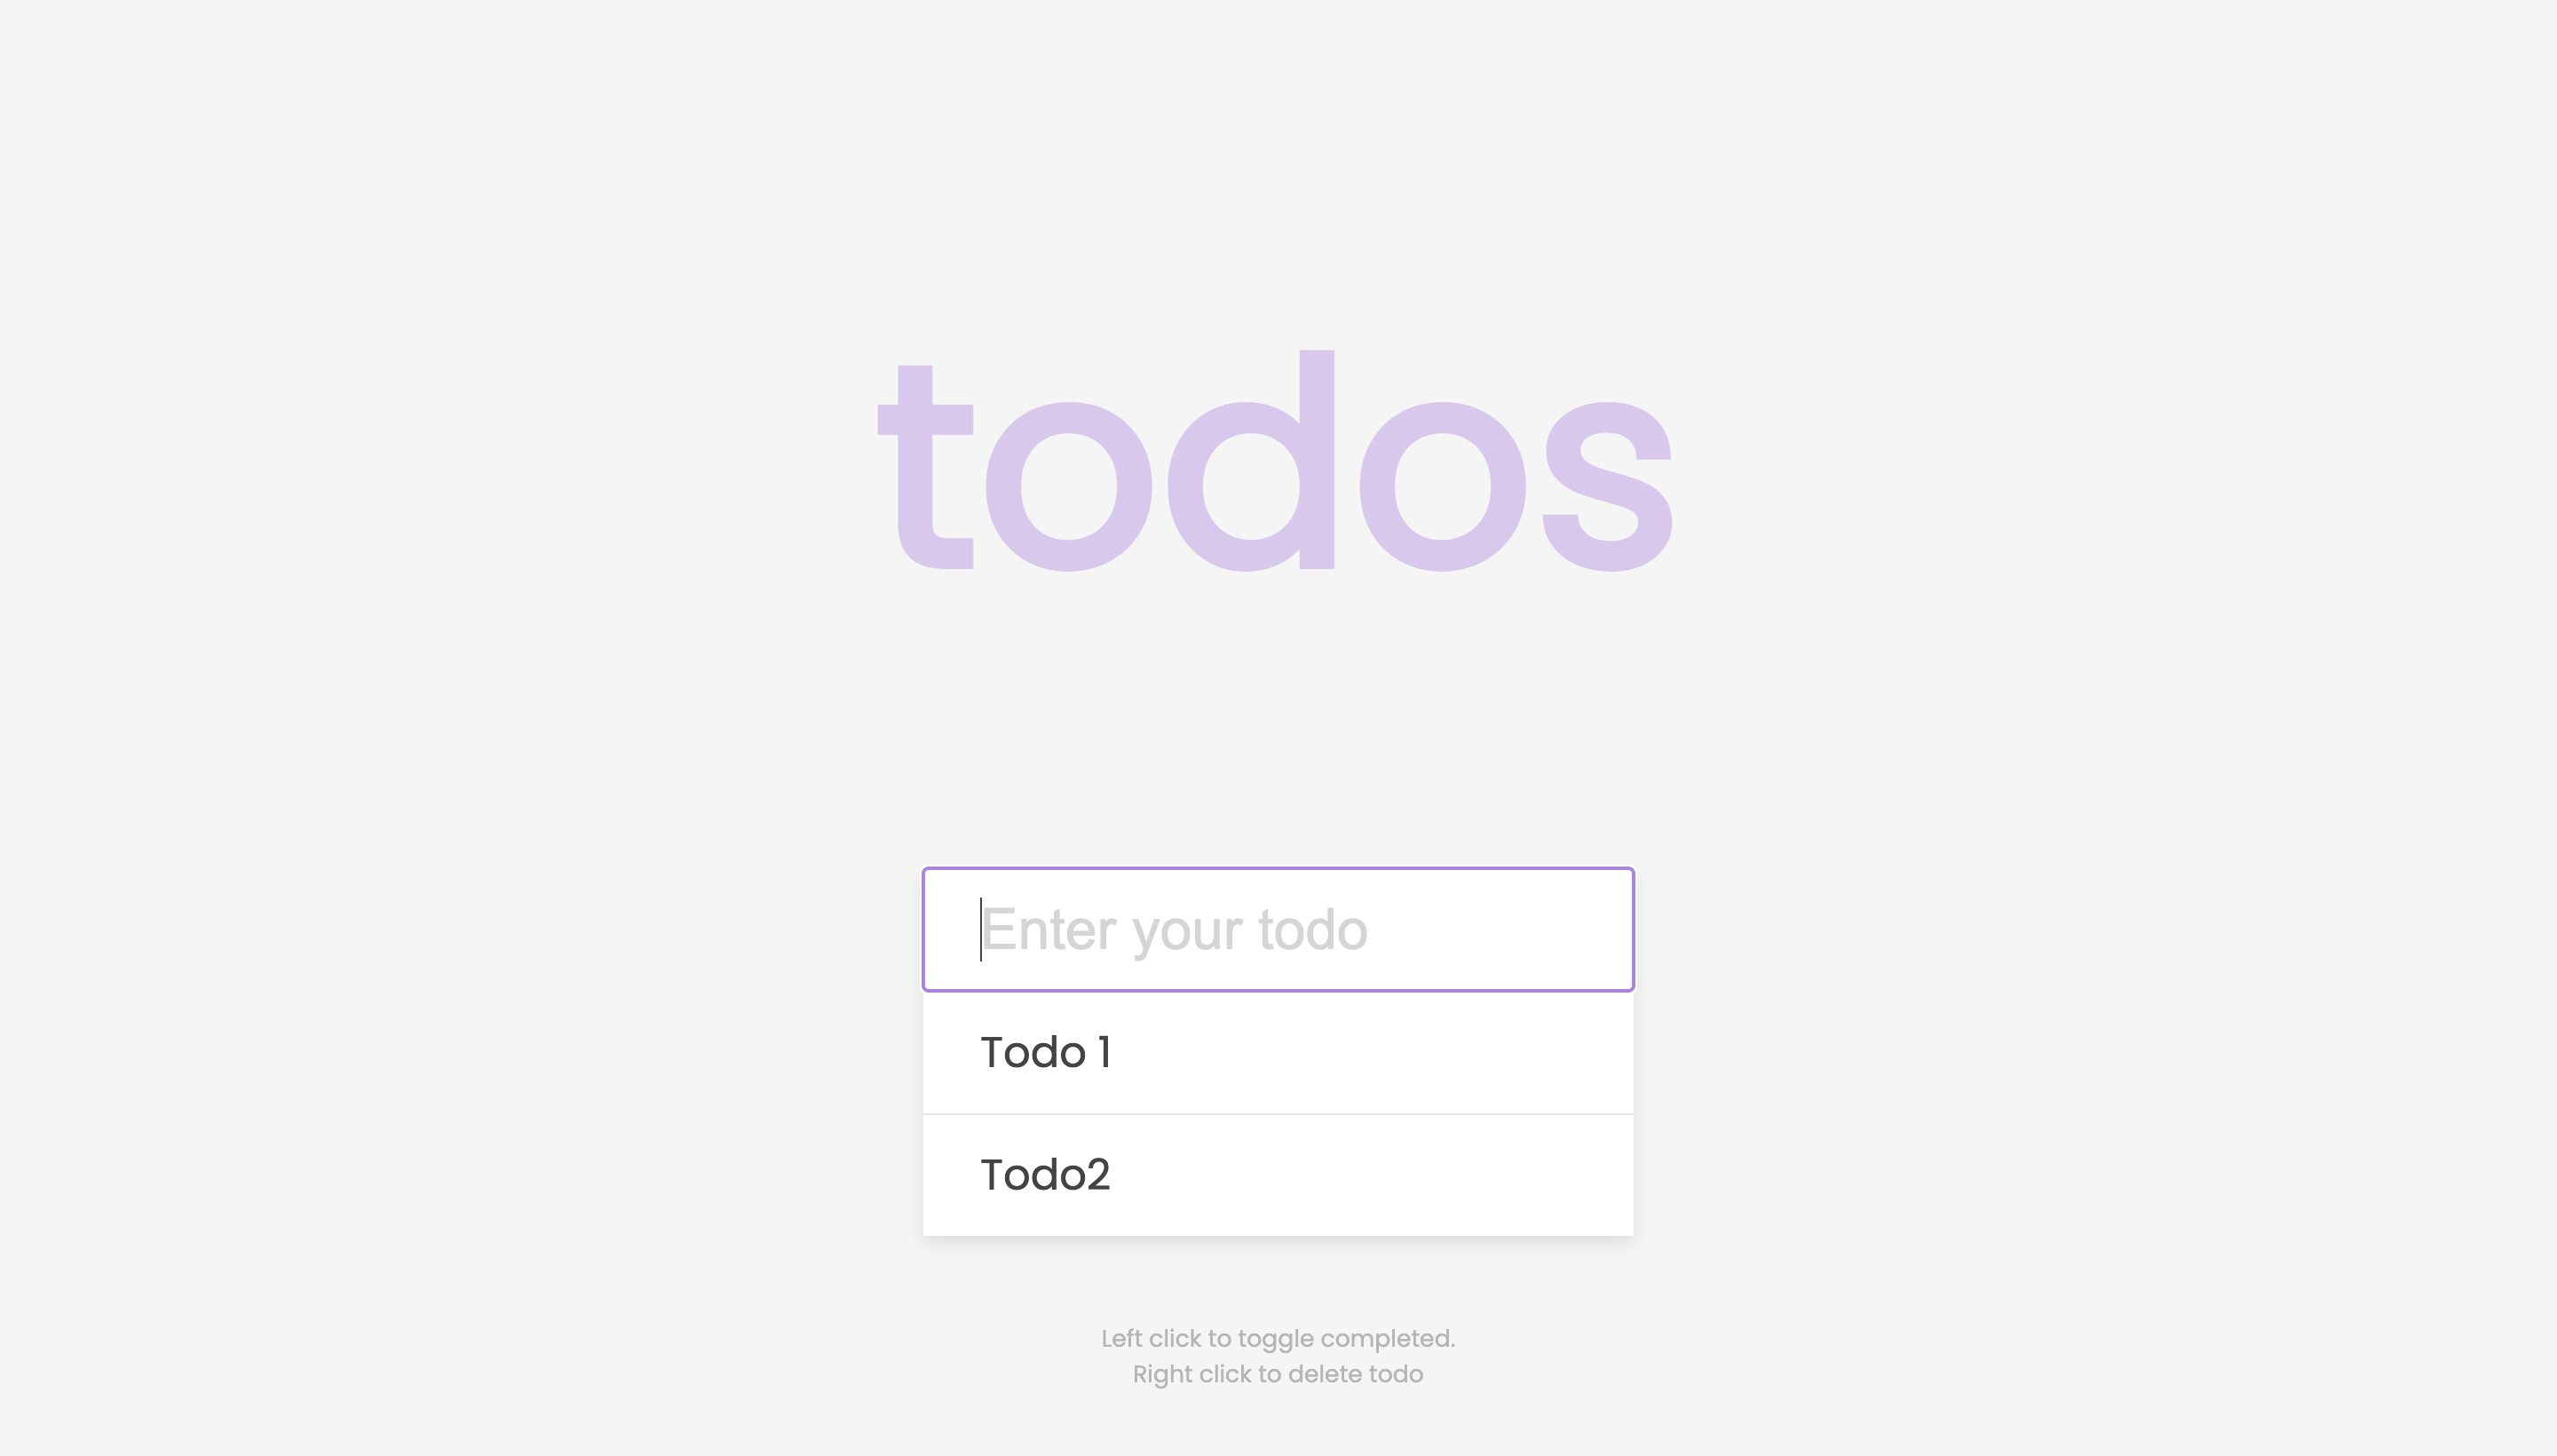 todos
Enter your todo
Todo 1
Todo2
Left click to toggle completed.
Right click to delete todo